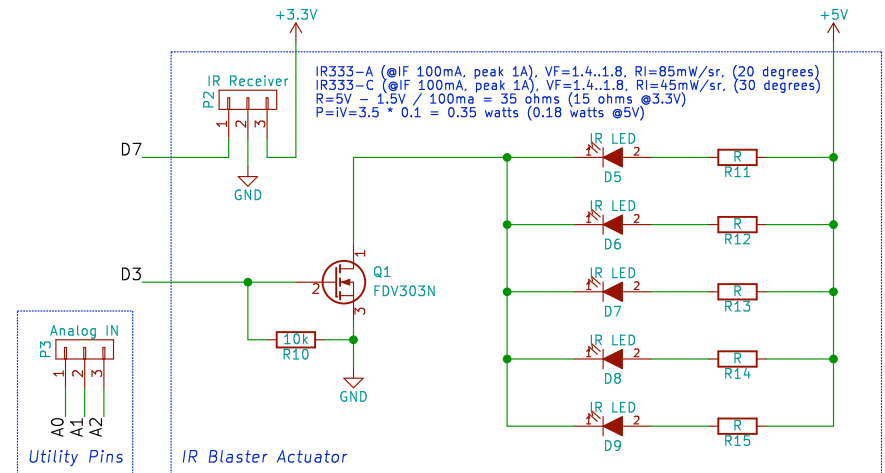 +3.3V
+5V
IR333-A (@IF 100mA, peak 1A), VF=1.4..1.8, RI=85mW/sr, (20 degrees)
IR333-C (@IF 100mA, peak 1A), VF=1.4..1.8, RI=45mW/sr, (30 degrees)
R=5V - 1.5V / 100ma = 35 ohms (15 ohms @3.3V)
P=iV=3.5 * 0.1 = 0.35 watts (0.18 watts @5V)
IR Receiver
P2
1
2
3
D7
GND
IR LED
1
2
D5
R
R11
IR LED
1
2
D6
R
R12
D3
1
2
3
Q1
FDV303N
IR LED
1
2
D7
R
R13
10k
R10
GND
IR LED
1
2
D8
R
R14
IR LED
1
2
D9
R
R15
Analog IN
P3
1
2
3
A0
A1
A2
Utility Pins
IR Blaster Actuator